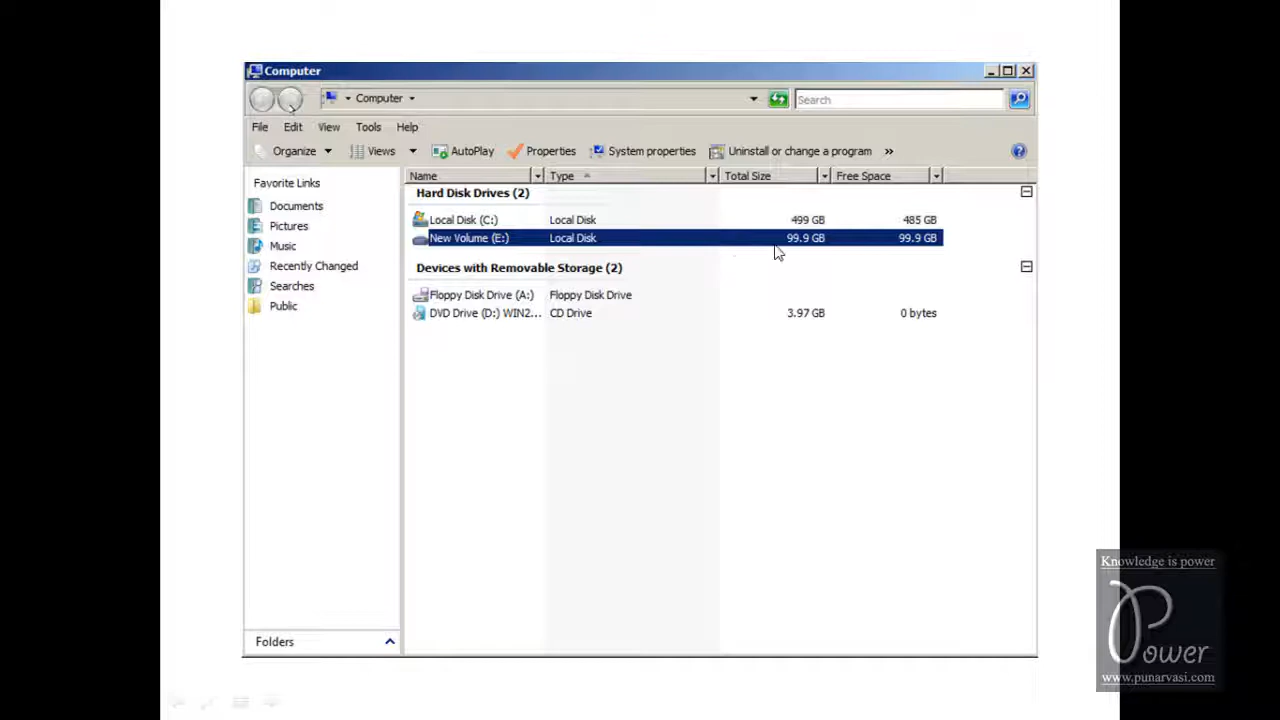 Computer
Computer
Search
File Edit View Tools Help
Organize Views AutoPlay Properties System properties Uninstall or change a program »
Favorite Links
Documents
Pictures
Music
Recently Changed
Searches
Public
Folders
Name Type Total Size Free Space
Hard Disk Drives (2)
Local Disk (C:) Local Disk 499 GB 485 GB
New Volume (E:) Local Disk 99.9 GB 99.9 GB
Devices with Removable Storage (2)
Floppy Disk Drive (A:) Floppy Disk Drive
DVD Drive (D:) WIN2... CD Drive 3.97 GB 0 bytes
Knowledge is power
Power
www.punarvasi.com